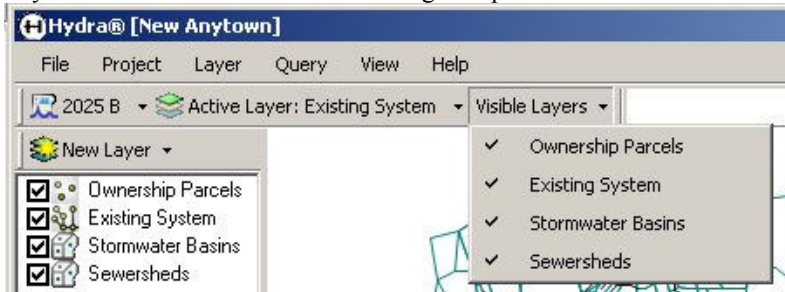 Hydra® [New Anytown]
File Project Layer Query View Help
2025 B Active Layer: Existing System Visible Layers
New Layer
Ownership Parcels
Existing System
Stormwater Basins
Sewersheds
Ownership Parcels
Existing System
Stormwater Basins
Sewersheds